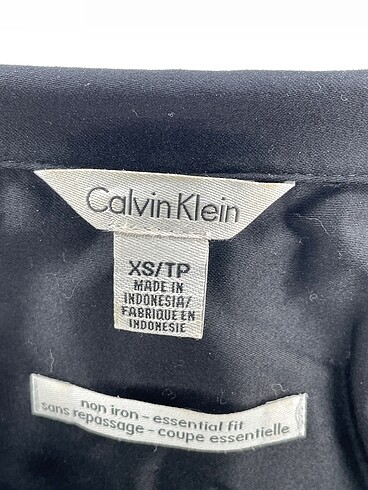 Calvin Klein
XS/TP
MADE IN
INDONESIA/
FABRIQUE EN
INDONESIE
non iron – essential fit
sans repassage – coupe essentielle